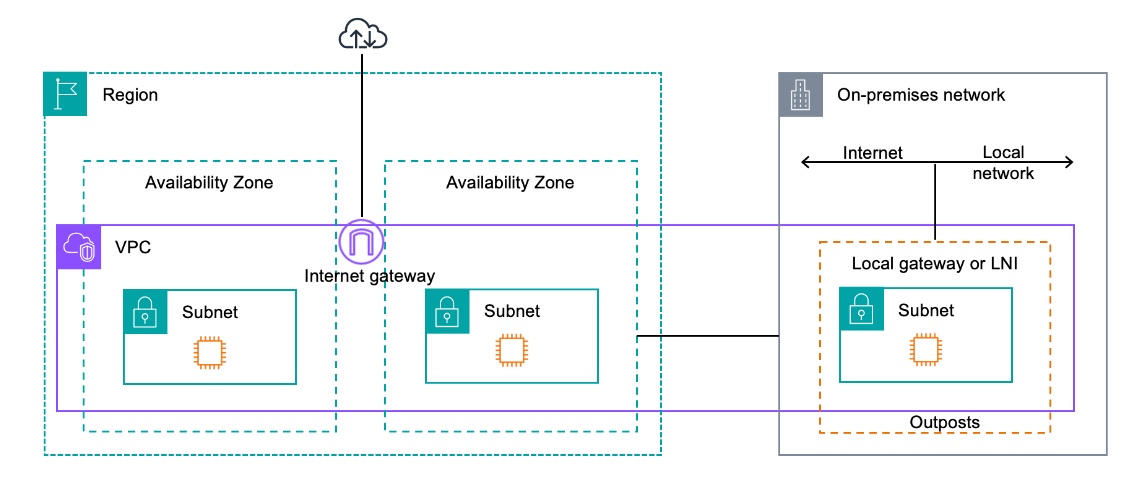 Region
On-premises network
Internet
Local
network
Availability Zone
Availability Zone
VPC
Internet gateway
Local gateway or LNI
Subnet
Subnet
Subnet
Outposts